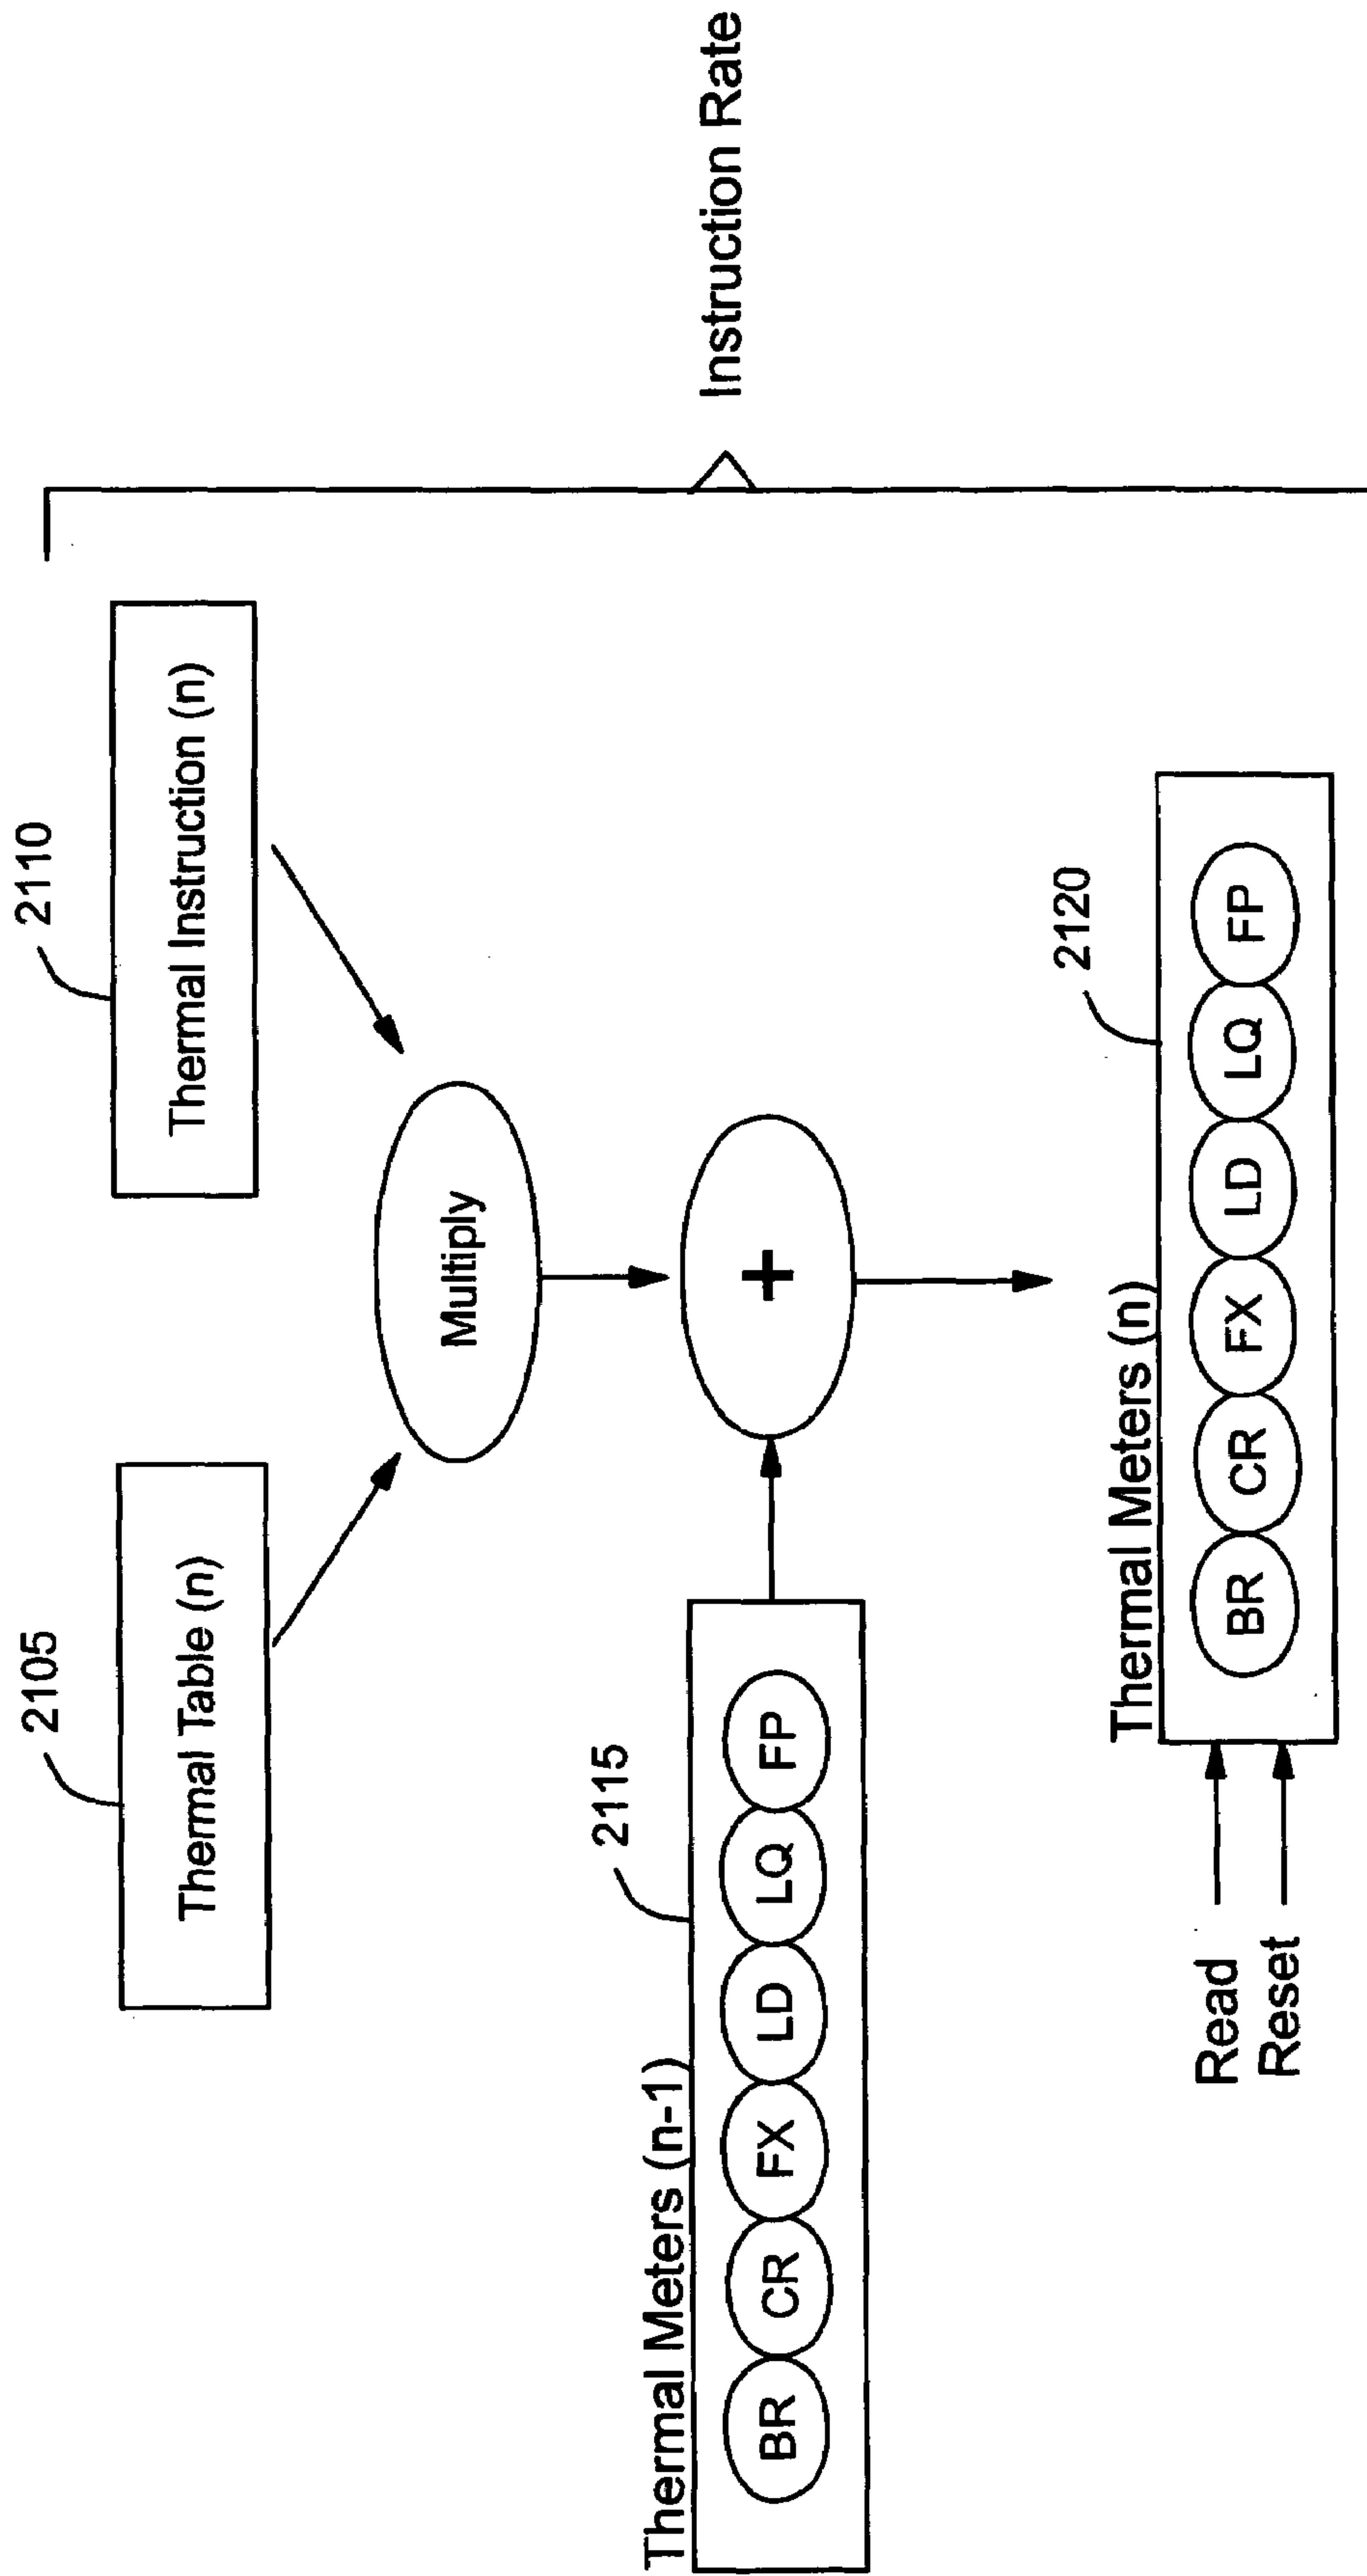 2105
2110
Thermal Table (n)
Thermal Instruction (n)
Multiply
Instruction Rate
2115
Thermal Meters (n-1)
BR CR FX LD LQ FP
+
2120
Thermal Meters (n)
BR CR FX LD LQ FP
Read
Reset